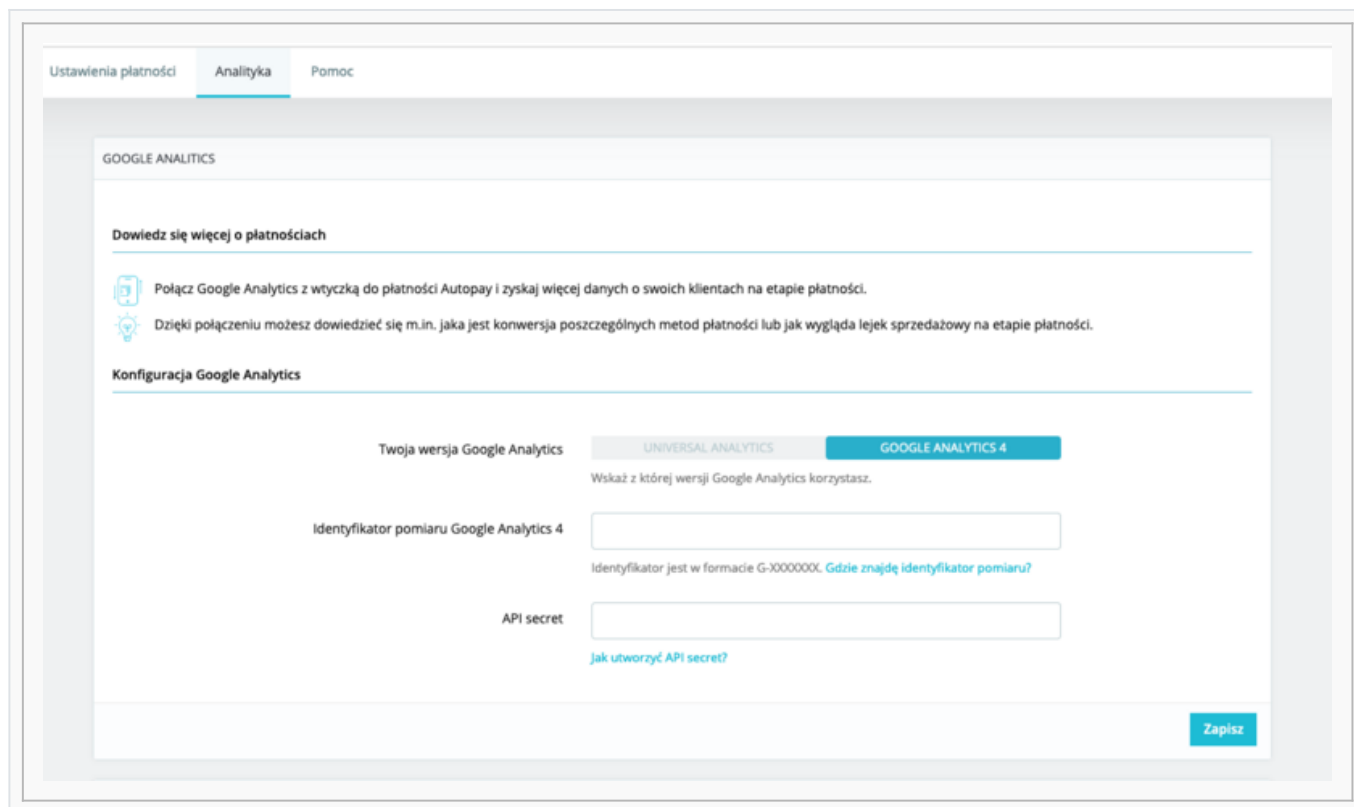 Ustawienia płatności Analityka Pomoc
GOOGLE ANALITICS
Dowiedz się więcej o płatnościach
Połącz Google Analytics z wtyczką do płatności Autopay i zyskaj więcej danych o swoich klientach na etapie płatności.
Dzięki połączeniu możesz dowiedzieć się m.in. jaka jest konwersja poszczególnych metod płatności lub jak wygląda lejek sprzedażowy na etapie płatności.
Konfiguracja Google Analytics
Twoja wersja Google Analytics UNIVERSAL ANALYTICS GOOGLE ANALYTICS 4
Wskaż z której wersji Google Analytics korzystasz.
Identyfikator pomiaru Google Analytics 4
Identyfikator jest w formacie G-XXXXXXX. Gdzie znajdę identyfikator pomiaru?
API secret
Jak utworzyć API secret?
Zapisz